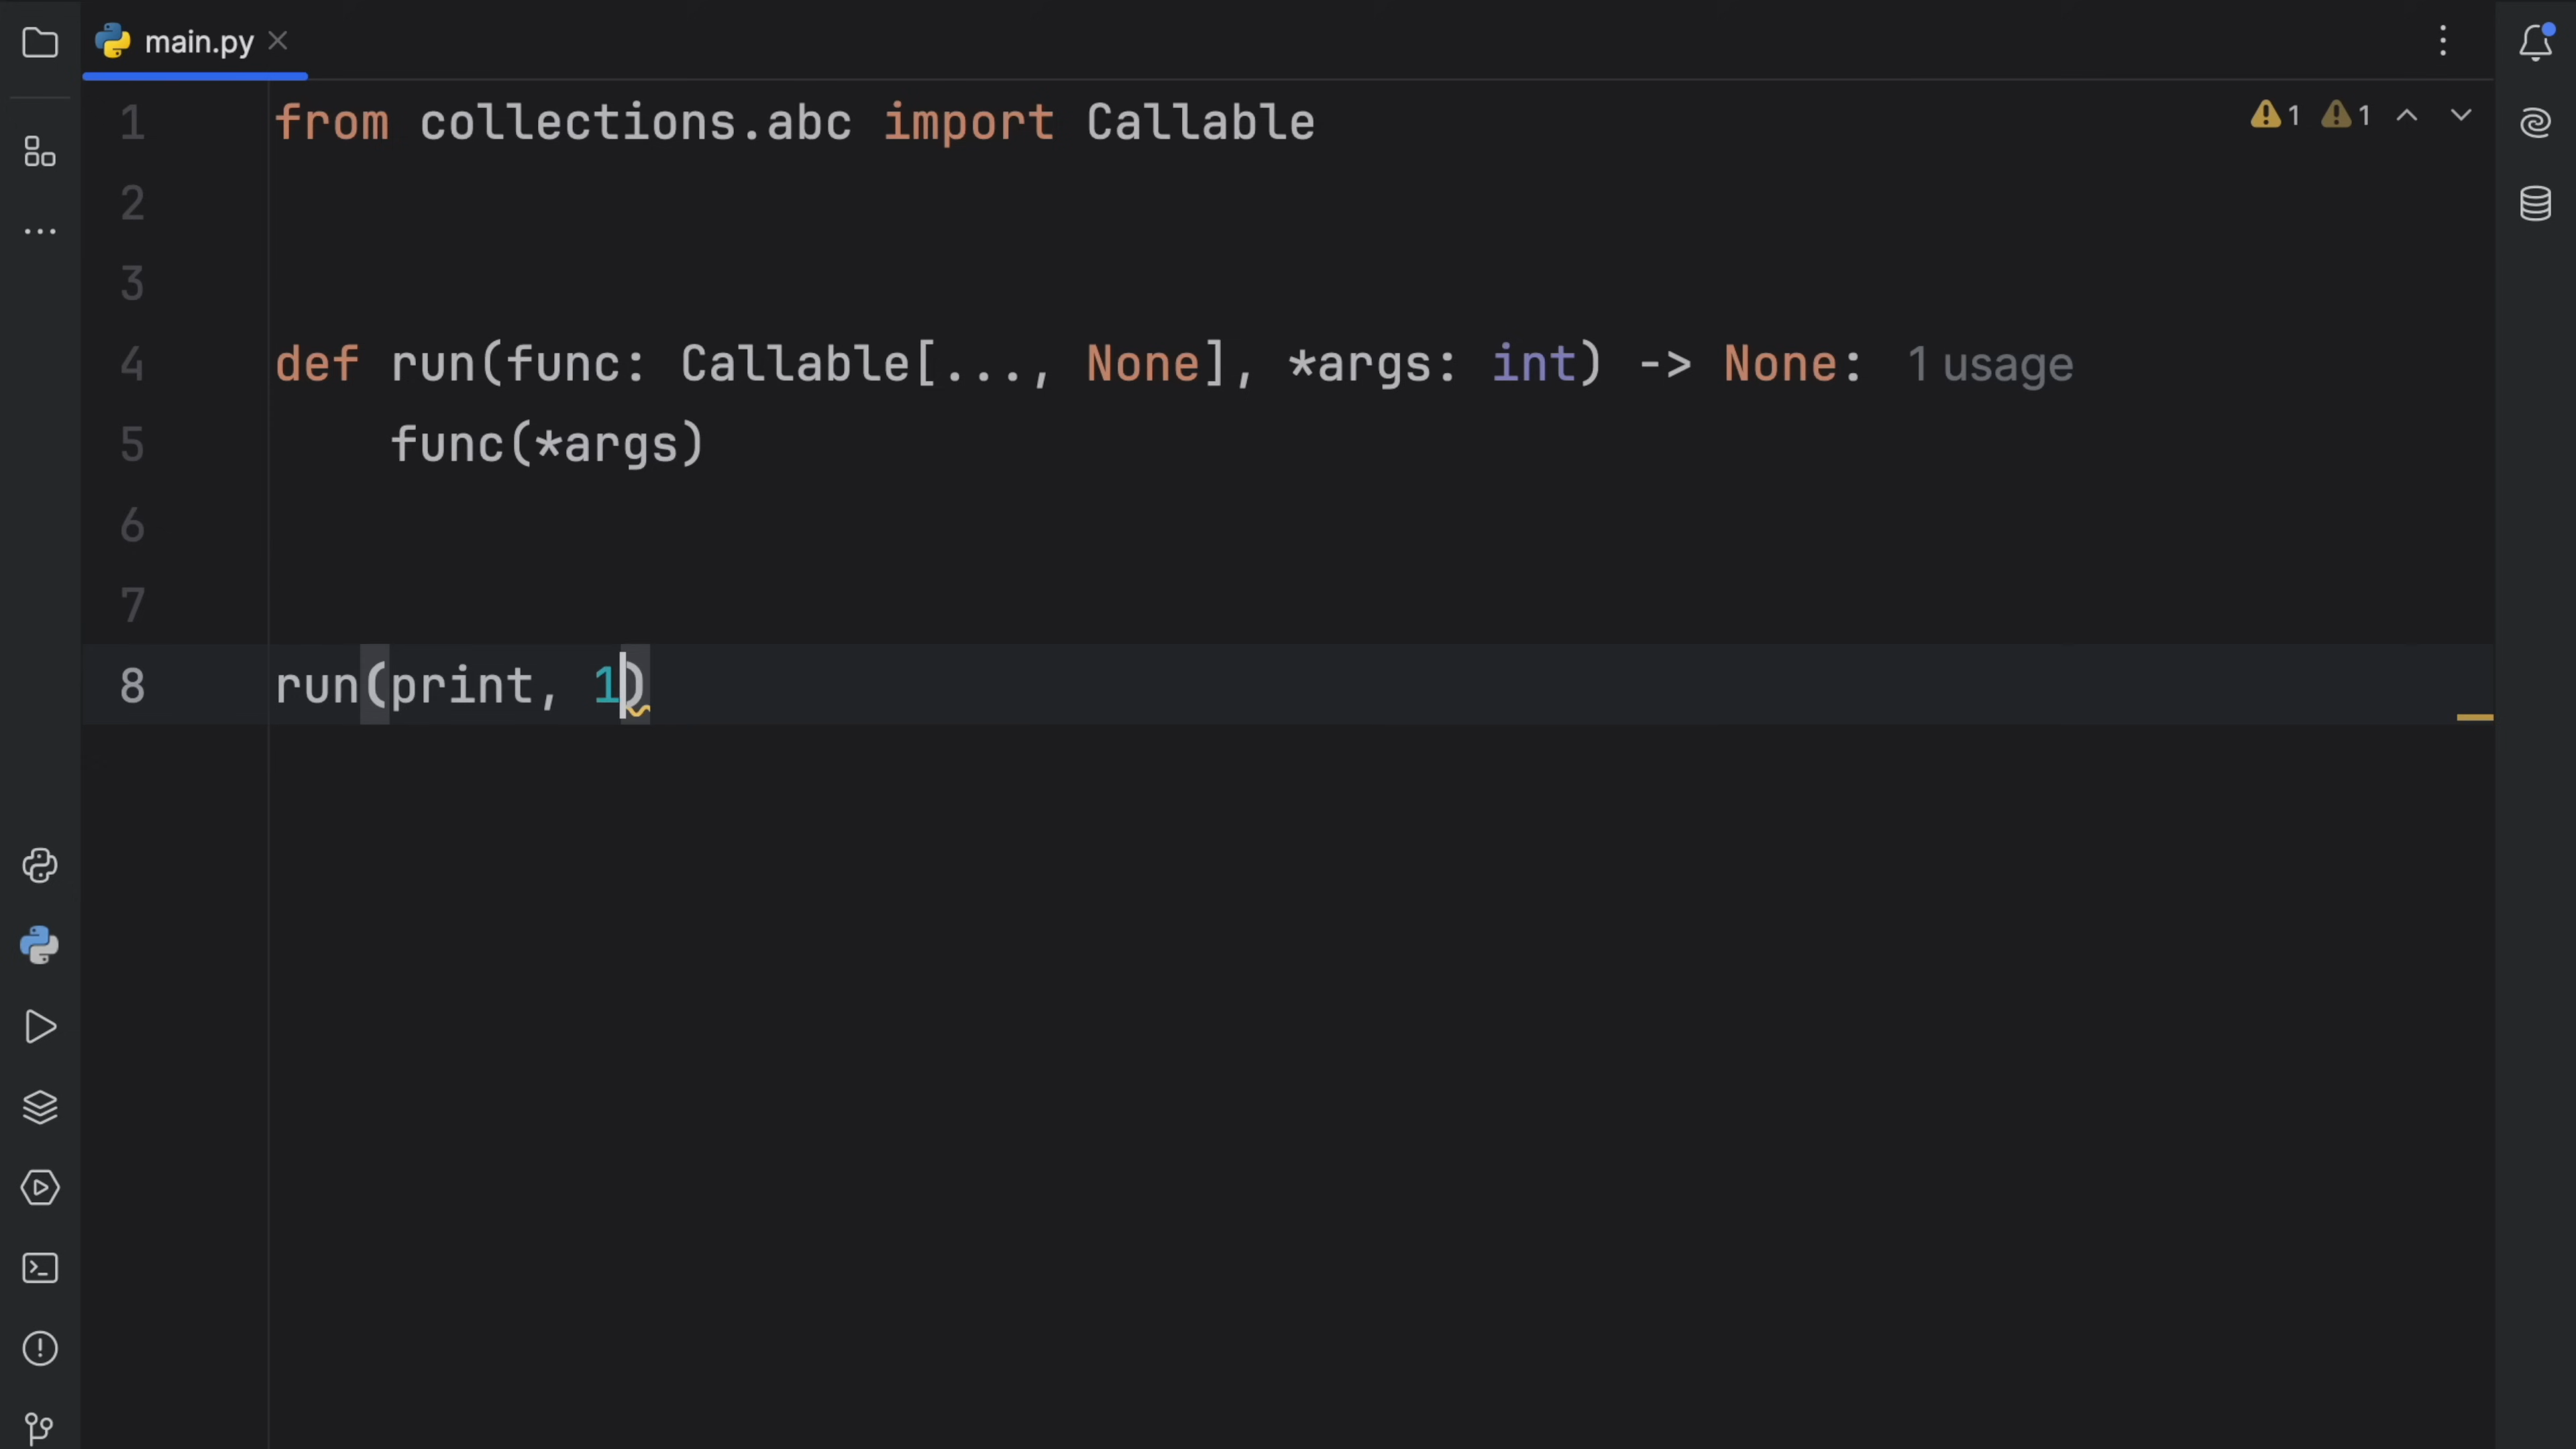 main.py
1 from collections.abc import Callable
2
3
4 def run(func: Callable[..., None], *args: int) -> None: 1 usage
5     func(*args)
6
7
8 run(print, 1)
1 1